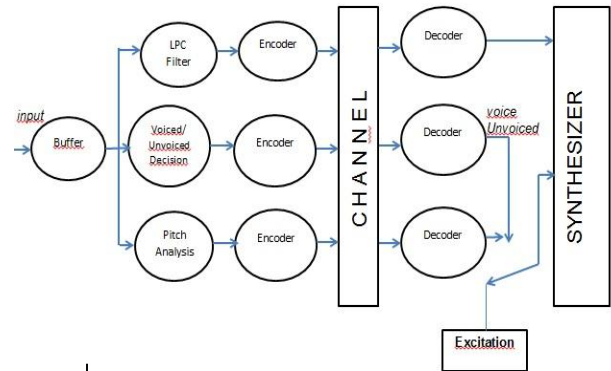 input
Buffer
LPC
Filter
Encoder
Voiced/
Unvoiced
Decision
Encoder
Pitch
Analysis
Encoder
CHANNEL
Decoder
Decoder
voice
Unvoiced
Decoder
Excitation
SYNTHESIZER